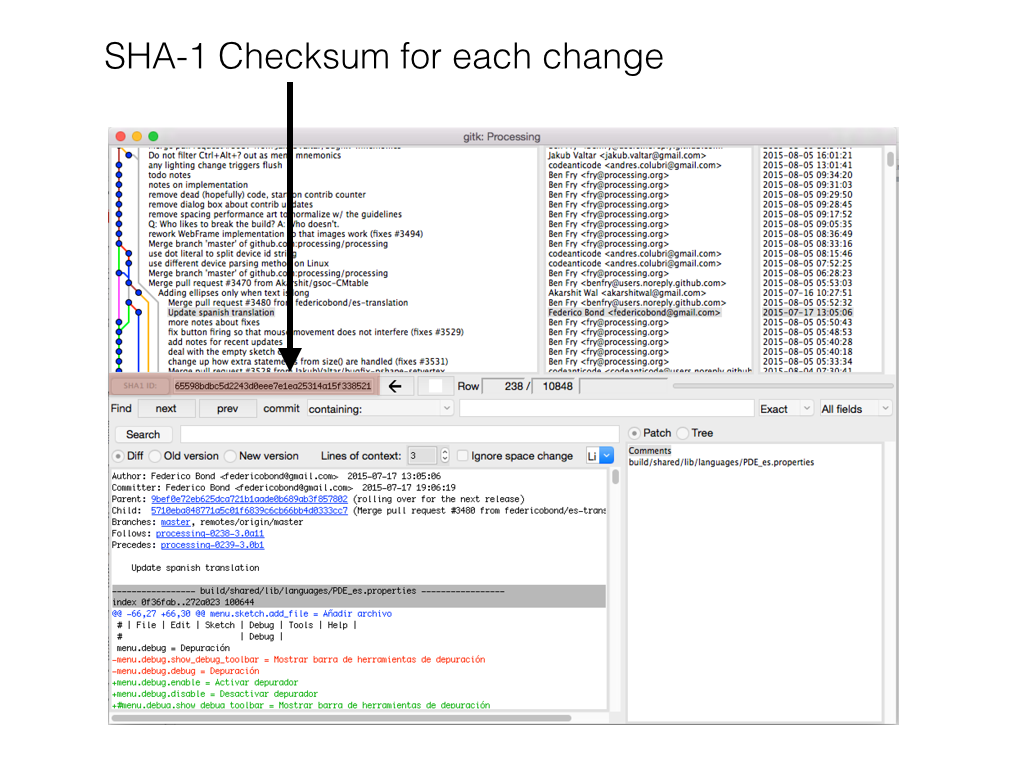 SHA-1 Checksum for each change
gitk: Processing
Do not filter Ctrl+Alt+? out as menu mnemonics Jakub Valtar <jakub.valtar@gmail.com> 2015-08-05 16:01:21
any lighting change triggers flush codeanticode <andres.colubri@gmail.com> 2015-08-05 13:01:41
todo notes Ben Fry <fry@processing.org> 2015-08-05 09:34:20
notes on implementation Ben Fry <fry@processing.org> 2015-08-05 09:31:03
remove dead (hopefully) code, start on contrib counter Ben Fry <fry@processing.org> 2015-08-05 09:29:50
remove dialog box about contrib updates Ben Fry <fry@processing.org> 2015-08-05 09:28:45
remove spacing performance art to normalize w/ the guidelines Ben Fry <fry@processing.org> 2015-08-05 09:17:52
Q: Who likes to break the build? A: Who doesn't. Ben Fry <fry@processing.org> 2015-08-05 09:05:35
rework WebFrame implementation so that images work (fixes #3494) Ben Fry <fry@processing.org> 2015-08-05 08:36:49
Merge branch 'master' of github.com:processing/processing Ben Fry <fry@processing.org> 2015-08-05 08:33:16
use dot literal to split device id string codeanticode <andres.colubri@gmail.com> 2015-08-05 08:15:46
use different device parsing method on Linux codeanticode <andres.colubri@gmail.com> 2015-08-05 07:52:25
Merge branch 'master' of github.com:processing/processing Ben Fry <fry@processing.org> 2015-08-05 06:28:23
Merge pull request #3470 from Akarshit/gsoc-CMtable Ben Fry <benfry@users.noreply.github.com> 2015-08-05 05:53:03
Adding ellipses only when text is long Akarshit Wal <akarshitwal@gmail.com> 2015-07-16 10:27:51
Merge pull request #3480 from federicobond/es-translation Ben Fry <benfry@users.noreply.github.com> 2015-08-05 05:52:32
Update spanish translation Federico Bond <federicobond@gmail.com> 2015-07-17 13:05:06
more notes about fixes Ben Fry <fry@processing.org> 2015-08-05 05:50:43
fix button firing so that mouse movement does not interfere (fixes #3529) Ben Fry <fry@processing.org> 2015-08-05 05:48:53
add notes for recent updates Ben Fry <fry@processing.org> 2015-08-05 05:40:28
deal with the empty sketch Ben Fry <fry@processing.org> 2015-08-05 05:40:18
change up how extra statements from size() are handled (fixes #3531) Ben Fry <fry@processing.org> 2015-08-05 05:33:34
SHA1 ID: 65598bdbc5d2243d0eee7e1ea25314a15f338521 Row 238 / 10848
Find next prev commit containing: Exact All fields
Search Patch Tree
Diff Old version New version Lines of context: 3 Ignore space change Li
Comments
build/shared/lib/languages/PDE_es.properties
Author: Federico Bond <federicobond@gmail.com> 2015-07-17 13:05:06
Committer: Federico Bond <federicobond@gmail.com> 2015-07-17 19:06:19
Parent: 9bef0e72eb625dca721b1aade0b689ab3f857802 (rolling over for the next release)
Child: 5710eba848771a5c01f6839c6cb66bb4d0333cc7 (Merge pull request #3480 from federicobond/es-trans
Branches: master, remotes/origin/master
Follows: processing-0238-3.0a11
Precedes: processing-0239-3.0b1
Update spanish translation
----------------- build/shared/lib/languages/PDE_es.properties -----------------
index 0f36fab..272a023 100644
@@ -66,27 +66,30 @@ menu.sketch.add_file = Añadir archivo
# | File | Edit | Sketch | Debug | Tools | Help |
# | Debug |
menu.debug = Depuración
-menu.debug.show_debug_toolbar = Mostrar barra de herramientas de depuración
-menu.debug.debug = Depuración
+menu.debug.enable = Activar depurador
+menu.debug.disable = Desactivar depurador
+#menu.debug.show_debug_toolbar = Mostrar barra de herramientas de depuración